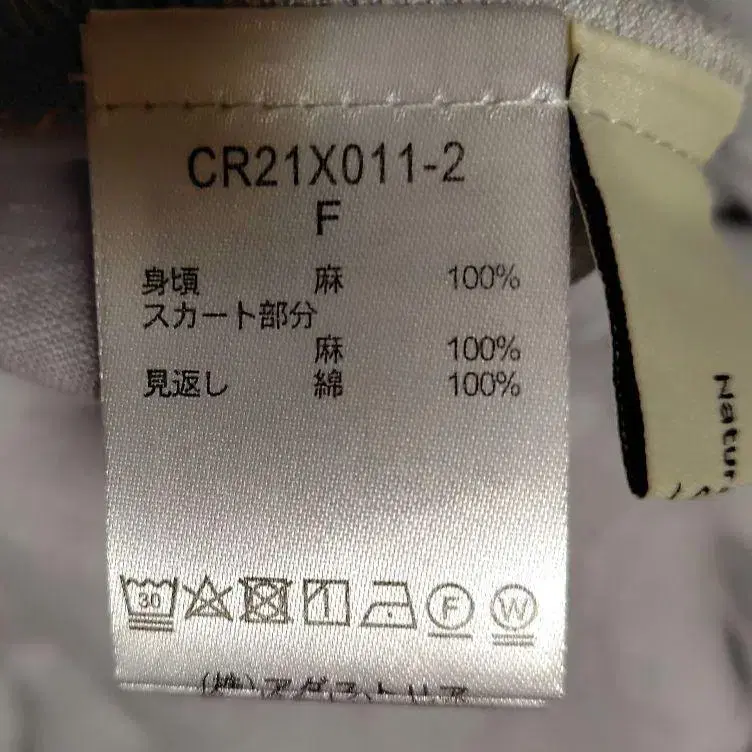 CR21X011-2
F
身頃 麻 100%
スカート部分
麻 100%
見返し 綿 100%
30
F
W